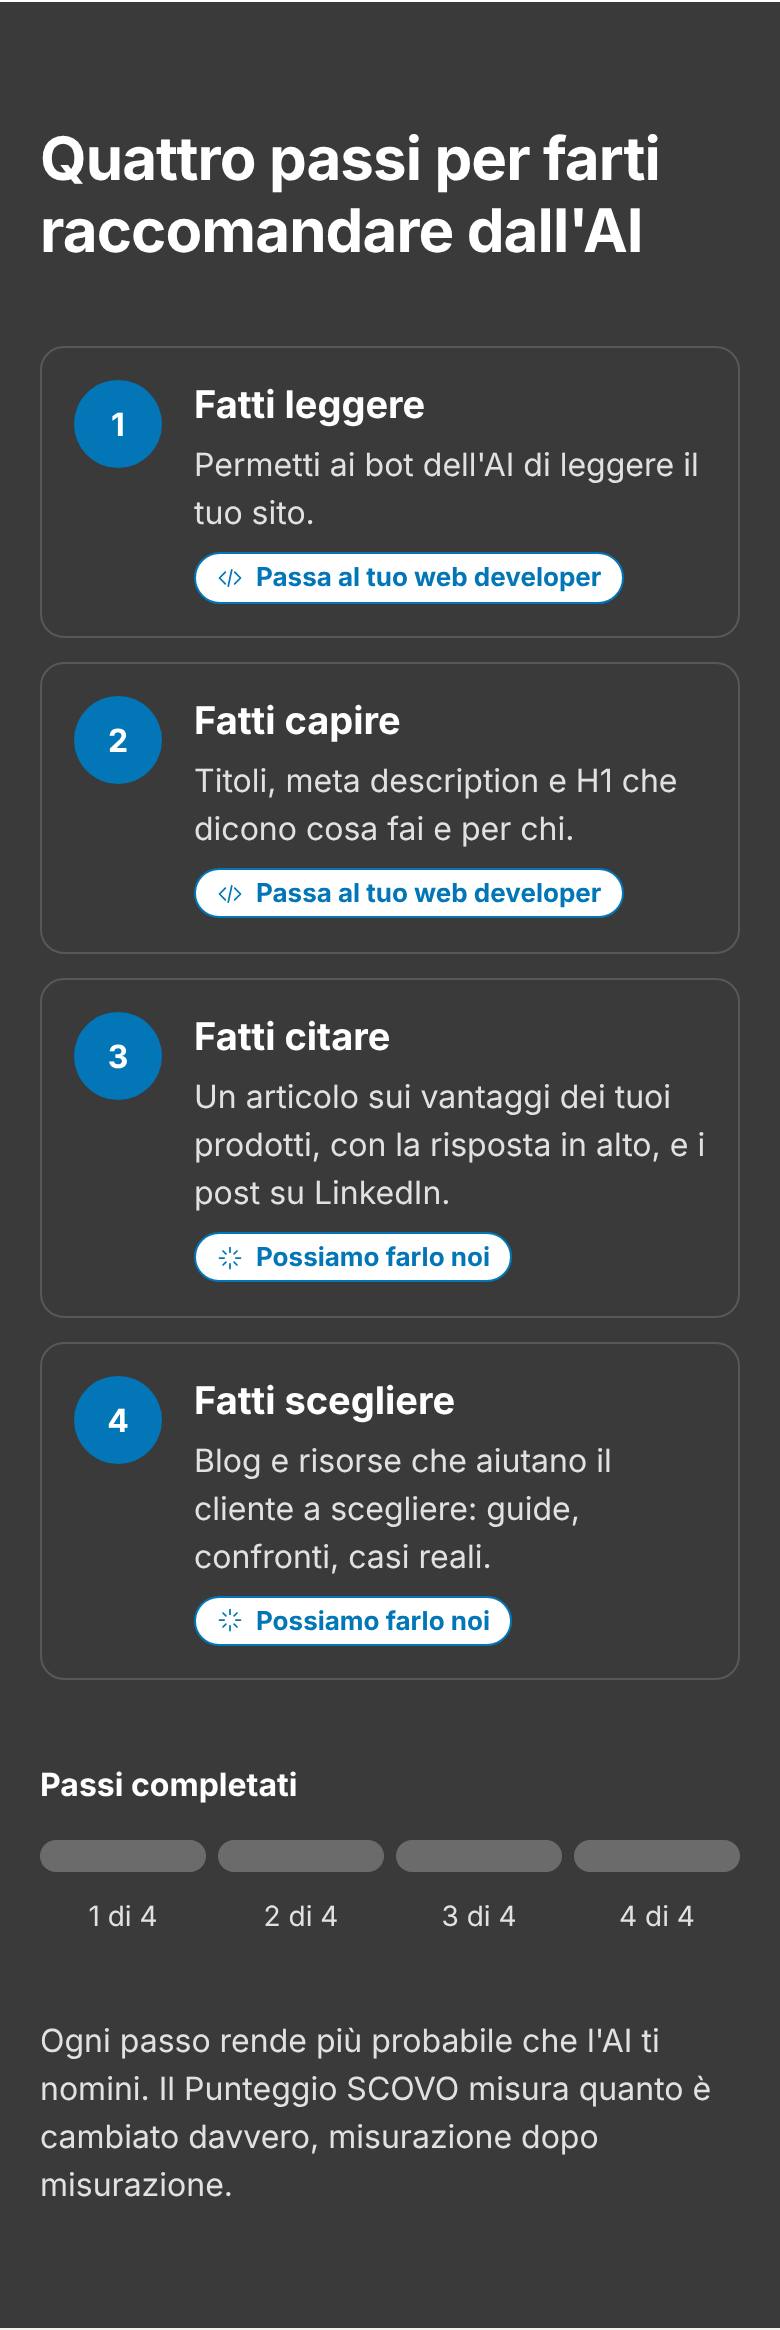 Quattro passi per farti
raccomandare dall'AI
1
Fatti leggere
Permetti ai bot dell'AI di leggere il
tuo sito.
Passa al tuo web developer
2
Fatti capire
Titoli, meta description e H1 che
dicono cosa fai e per chi.
Passa al tuo web developer
3
Fatti citare
Un articolo sui vantaggi dei tuoi
prodotti, con la risposta in alto, e i
post su LinkedIn.
Possiamo farlo noi
4
Fatti scegliere
Blog e risorse che aiutano il
cliente a scegliere: guide,
confronti, casi reali.
Possiamo farlo noi
Passi completati
1 di 4
2 di 4
3 di 4
4 di 4
Ogni passo rende più probabile che l'AI ti
nomini. Il Punteggio SCOVO misura quanto è
cambiato davvero, misurazione dopo
misurazione.